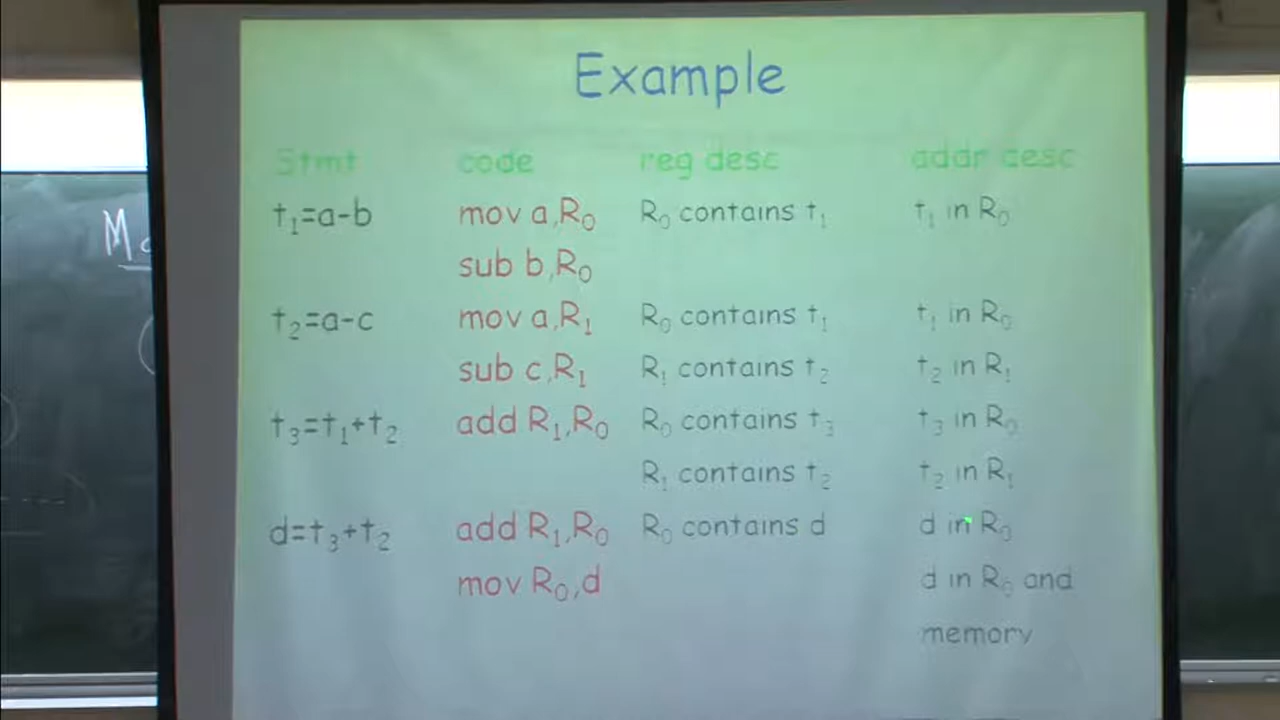 Example
Stmt code reg desc addr desc
t₁=a-b mov a,R₀ R₀ contains t₁ t₁ in R₀
sub b,R₀
t₂=a-c mov a,R₁ R₀ contains t₁ t₁ in R₀
sub c,R₁ R₁ contains t₂ t₂ in R₁
t₃=t₁+t₂ add R₁,R₀ R₀ contains t₃ t₃ in R₀
R₁ contains t₂ t₂ in R₁
d=t₃+t₂ add R₁,R₀ R₀ contains d d in R₀
mov R₀,d d in R₀ and
memory